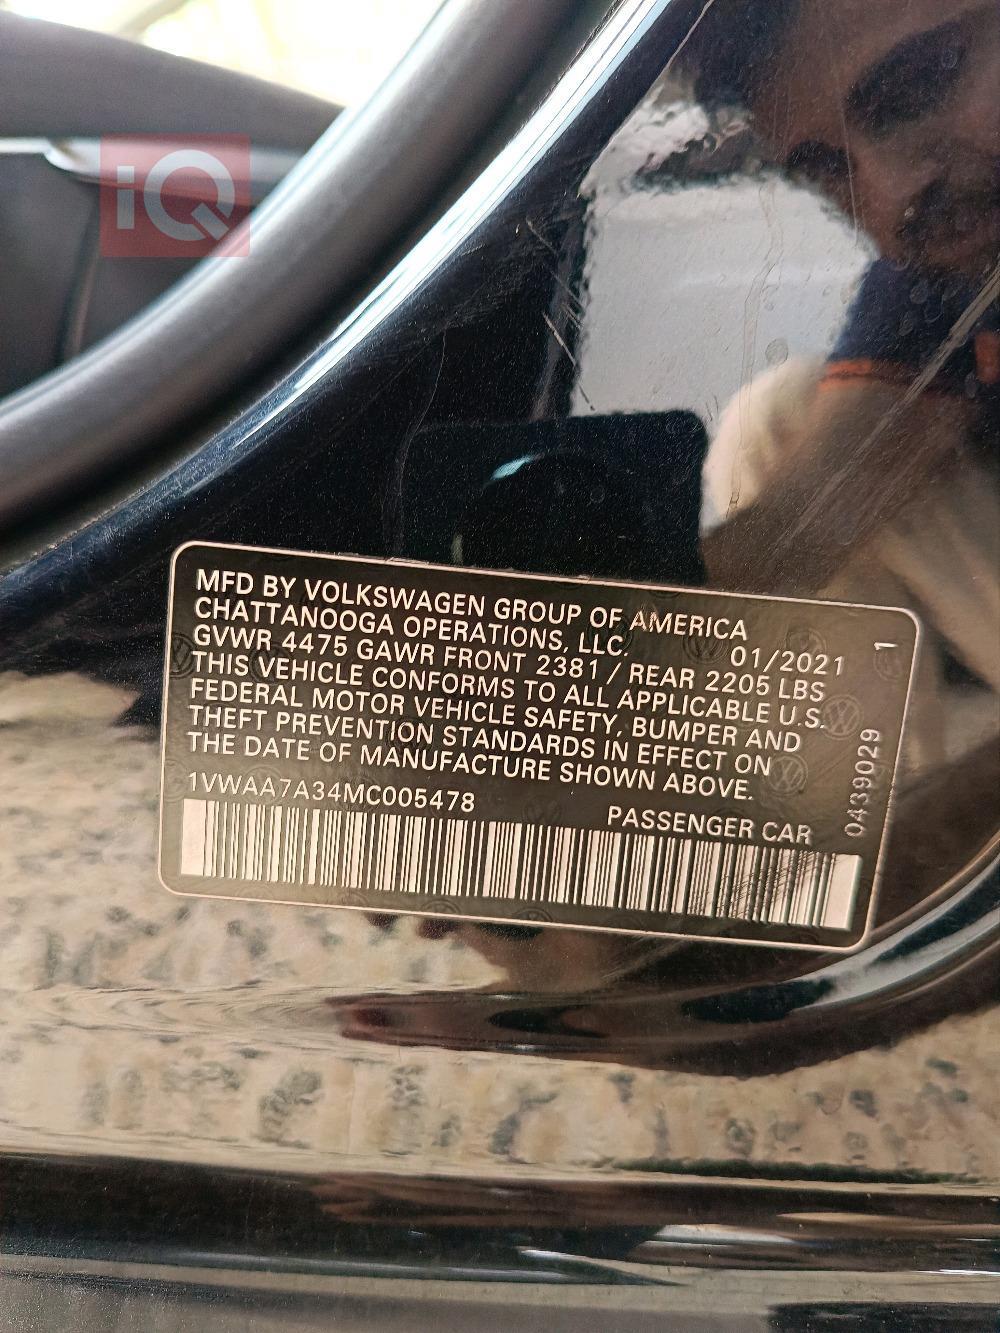 iQ
MFD BY VOLKSWAGEN GROUP OF AMERICA
CHATTANOOGA OPERATIONS, LLC. 01/2021
GVWR 4475 GAWR FRONT 2381 / REAR 2205 LBS
THIS VEHICLE CONFORMS TO ALL APPLICABLE U.S.
FEDERAL MOTOR VEHICLE SAFETY, BUMPER AND
THEFT PREVENTION STANDARDS IN EFFECT ON
THE DATE OF MANUFACTURE SHOWN ABOVE.
1VWAA7A34MC005478 PASSENGER CAR
0439029 1